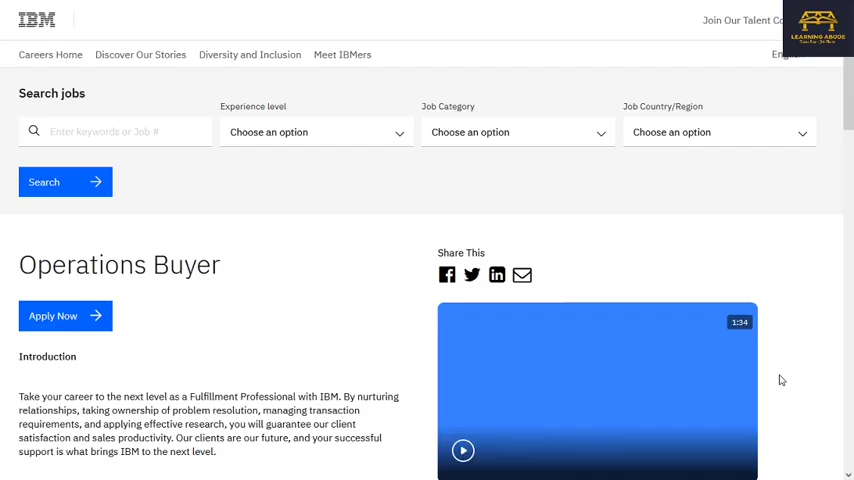 IBM
Join Our Talent
LEARNING ABODE
Careers Home Discover Our Stories Diversity and Inclusion Meet IBMers
Search jobs
Experience level Job Category Job Country/Region
Enter keywords or Job # Choose an option Choose an option Choose an option
Search
Operations Buyer
Share This
Apply Now
1:34
Introduction
Take your career to the next level as a Fulfillment Professional with IBM. By nurturing
relationships, taking ownership of problem resolution, managing transaction
requirements, and applying effective research, you will guarantee our client
satisfaction and sales productivity. Our clients are our future, and your successful
support is what brings IBM to the next level.